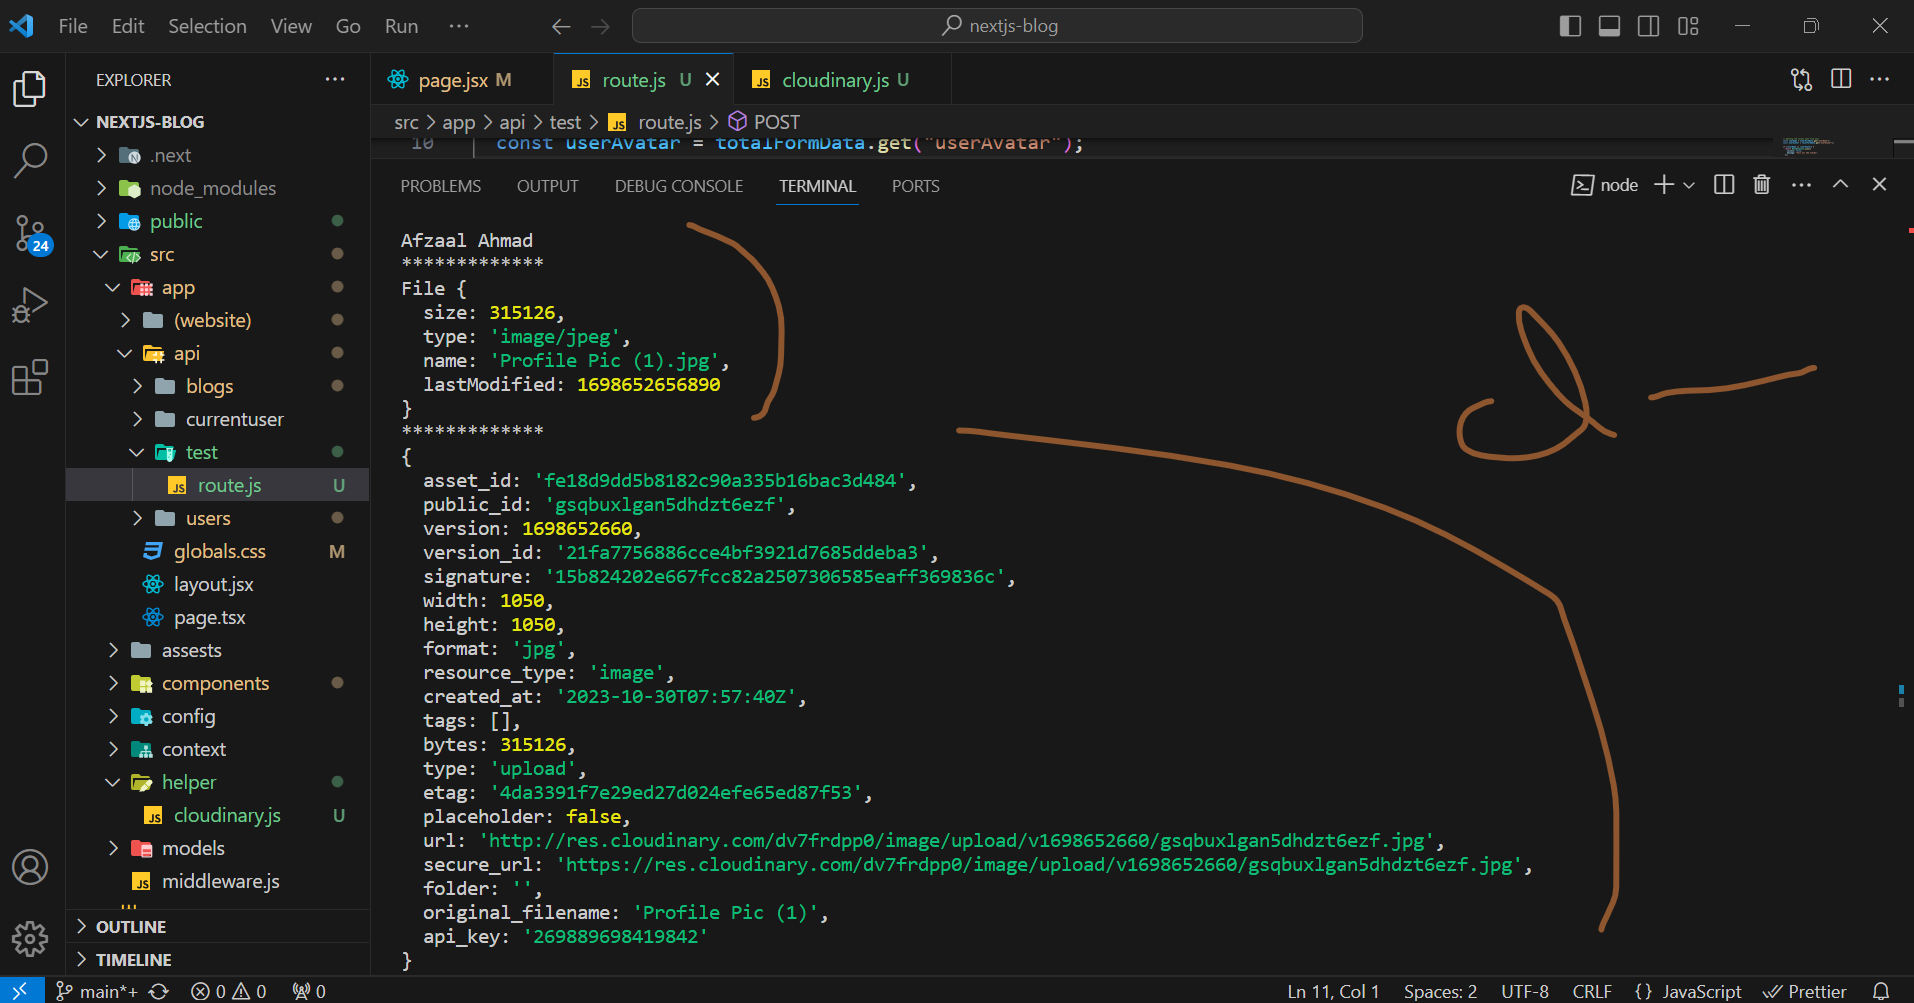 File Edit Selection View Go Run ··· nextjs-blog
EXPLORER ···
NEXTJS-BLOG
.next
node_modules
public
src
app
(website)
api
blogs
currentuser
test
route.js U
users
globals.css M
layout.jsx
page.tsx
assests
components
config
context
helper
cloudinary.js U
models
middleware.js
OUTLINE
TIMELINE
24
page.jsx M route.js U cloudinary.js U
src > app > api > test > JS route.js > POST
10 const userAvatar = totalFormData.get("userAvatar");
PROBLEMS OUTPUT DEBUG CONSOLE TERMINAL PORTS node
Afzaal Ahmad
*************
File {
size: 315126,
type: 'image/jpeg',
name: 'Profile Pic (1).jpg',
lastModified: 1698652656890
}
*************
{
asset_id: 'fe18d9dd5b8182c90a335b16bac3d484',
public_id: 'gsqbuxlgan5dhdzt6ezf',
version: 1698652660,
version_id: '21fa7756886cce4bf3921d7685ddeba3',
signature: '15b824202e667fcc82a2507306585eaff369836c',
width: 1050,
height: 1050,
format: 'jpg',
resource_type: 'image',
created_at: '2023-10-30T07:57:40Z',
tags: [],
bytes: 315126,
type: 'upload',
etag: '4da3391f7e29ed27d024efe65ed87f53',
placeholder: false,
url: 'http://res.cloudinary.com/dv7frdpp0/image/upload/v1698652660/gsqbuxlgan5dhdzt6ezf.jpg',
secure_url: 'https://res.cloudinary.com/dv7frdpp0/image/upload/v1698652660/gsqbuxlgan5dhdzt6ezf.jpg',
folder: '',
original_filename: 'Profile Pic (1)',
api_key: '269889698419842'
}
main*+ 0 0 0 Ln 11, Col 1 Spaces: 2 UTF-8 CRLF {} JavaScript Prettier